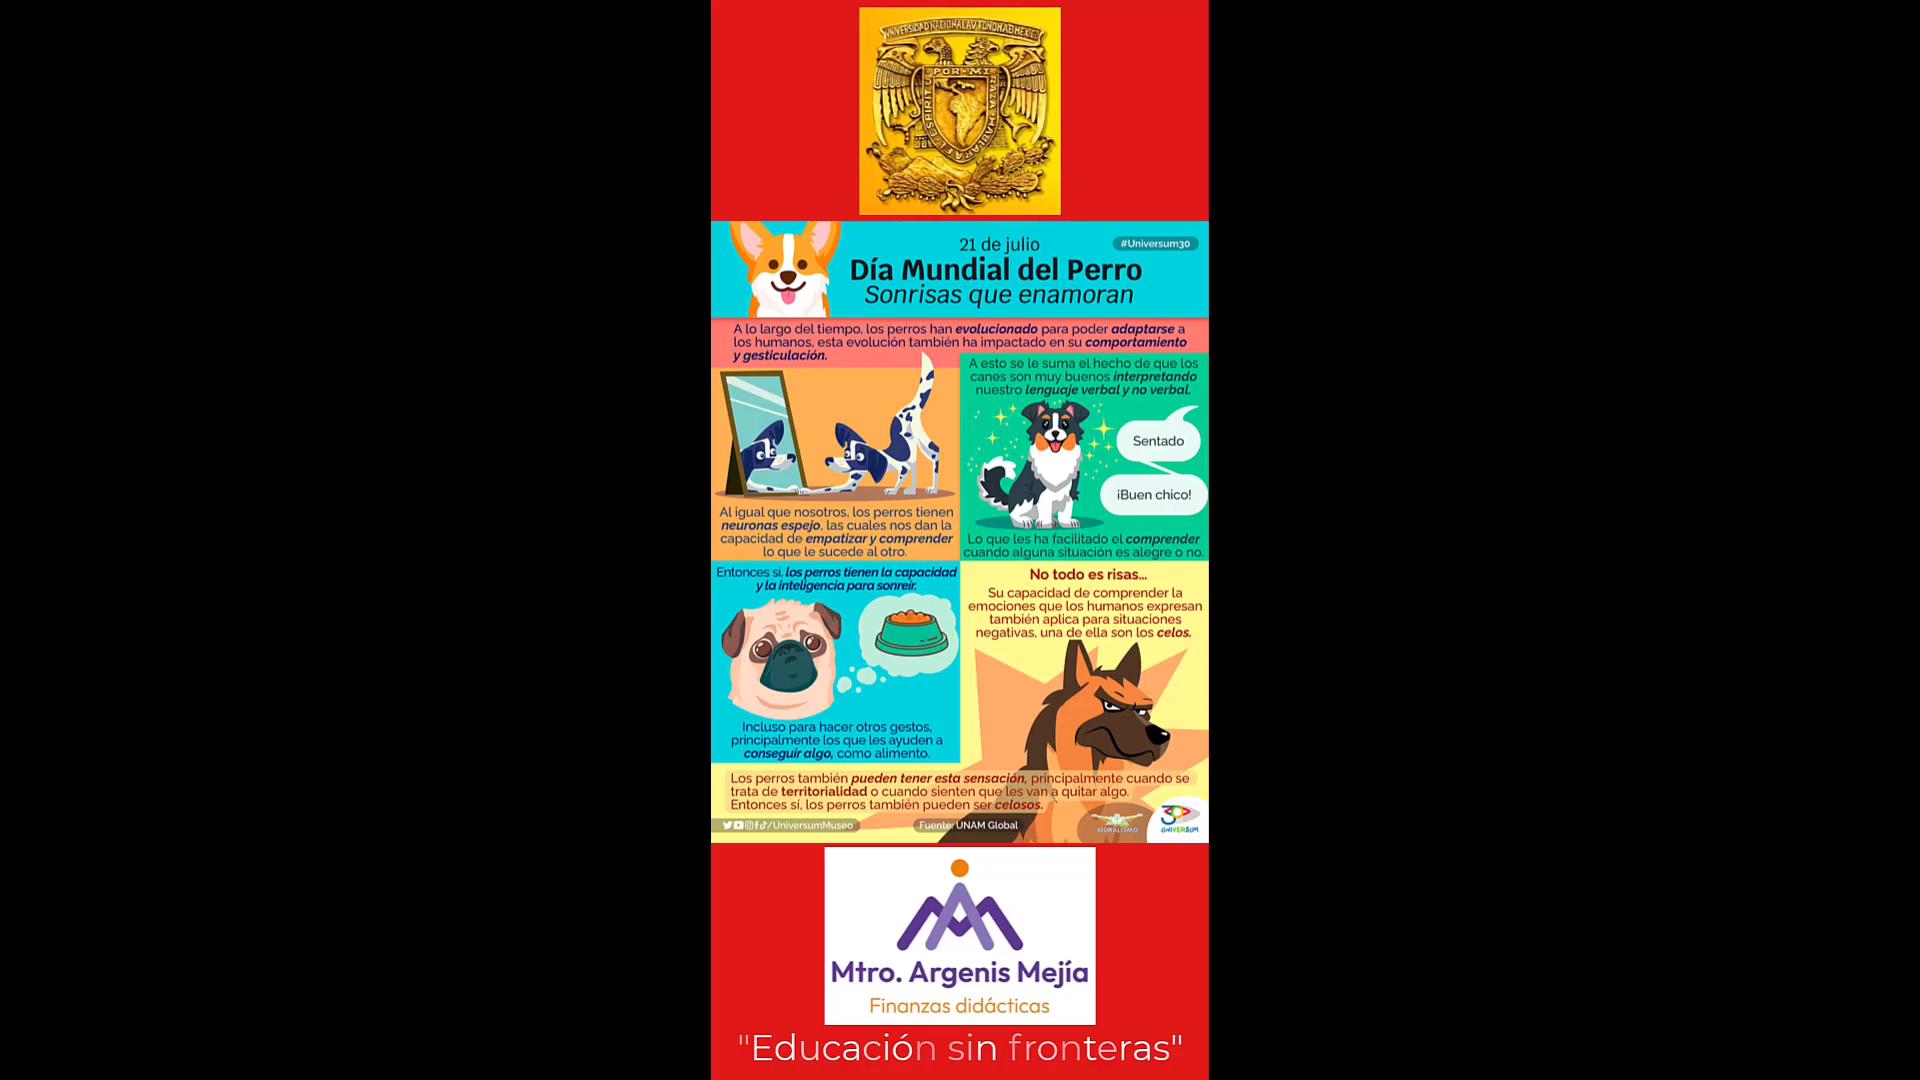 UNIVERSIDAD NACIONAL AVTONOMA DE MEXICO
POR MI RAZA HABLARA EL ESPIRITU
21 de julio
#Universum30
Día Mundial del Perro
Sonrisas que enamoran
A lo largo del tiempo, los perros han evolucionado para poder adaptarse a
los humanos, esta evolución también ha impactado en su comportamiento
y gesticulación.
A esto se le suma el hecho de que los
canes son muy buenos interpretando
nuestro lenguaje verbal y no verbal.
Sentado
¡Buen chico!
Al igual que nosotros, los perros tienen
neuronas espejo, las cuales nos dan la
capacidad de empatizar y comprender
lo que le sucede al otro.
Lo que les ha facilitado el comprender
cuando alguna situación es alegre o no.
Entonces sí, los perros tienen la capacidad
y la inteligencia para sonreír.
Incluso para hacer otros gestos,
principalmente los que les ayuden a
conseguir algo, como alimento.
No todo es risas...
Su capacidad de comprender la
emociones que los humanos expresan
también aplica para situaciones
negativas, una de ella son los celos.
Los perros también pueden tener esta sensación, principalmente cuando se
trata de territorialidad o cuando sienten que les van a quitar algo.
Entonces sí, los perros también pueden ser celosos.
/UniversumMuseo
Fuente: UNAM Global
MURALISMO
30
UNIVERSUM
Mtro. Argenis Mejía
Finanzas didácticas
"Educación sin fronteras"